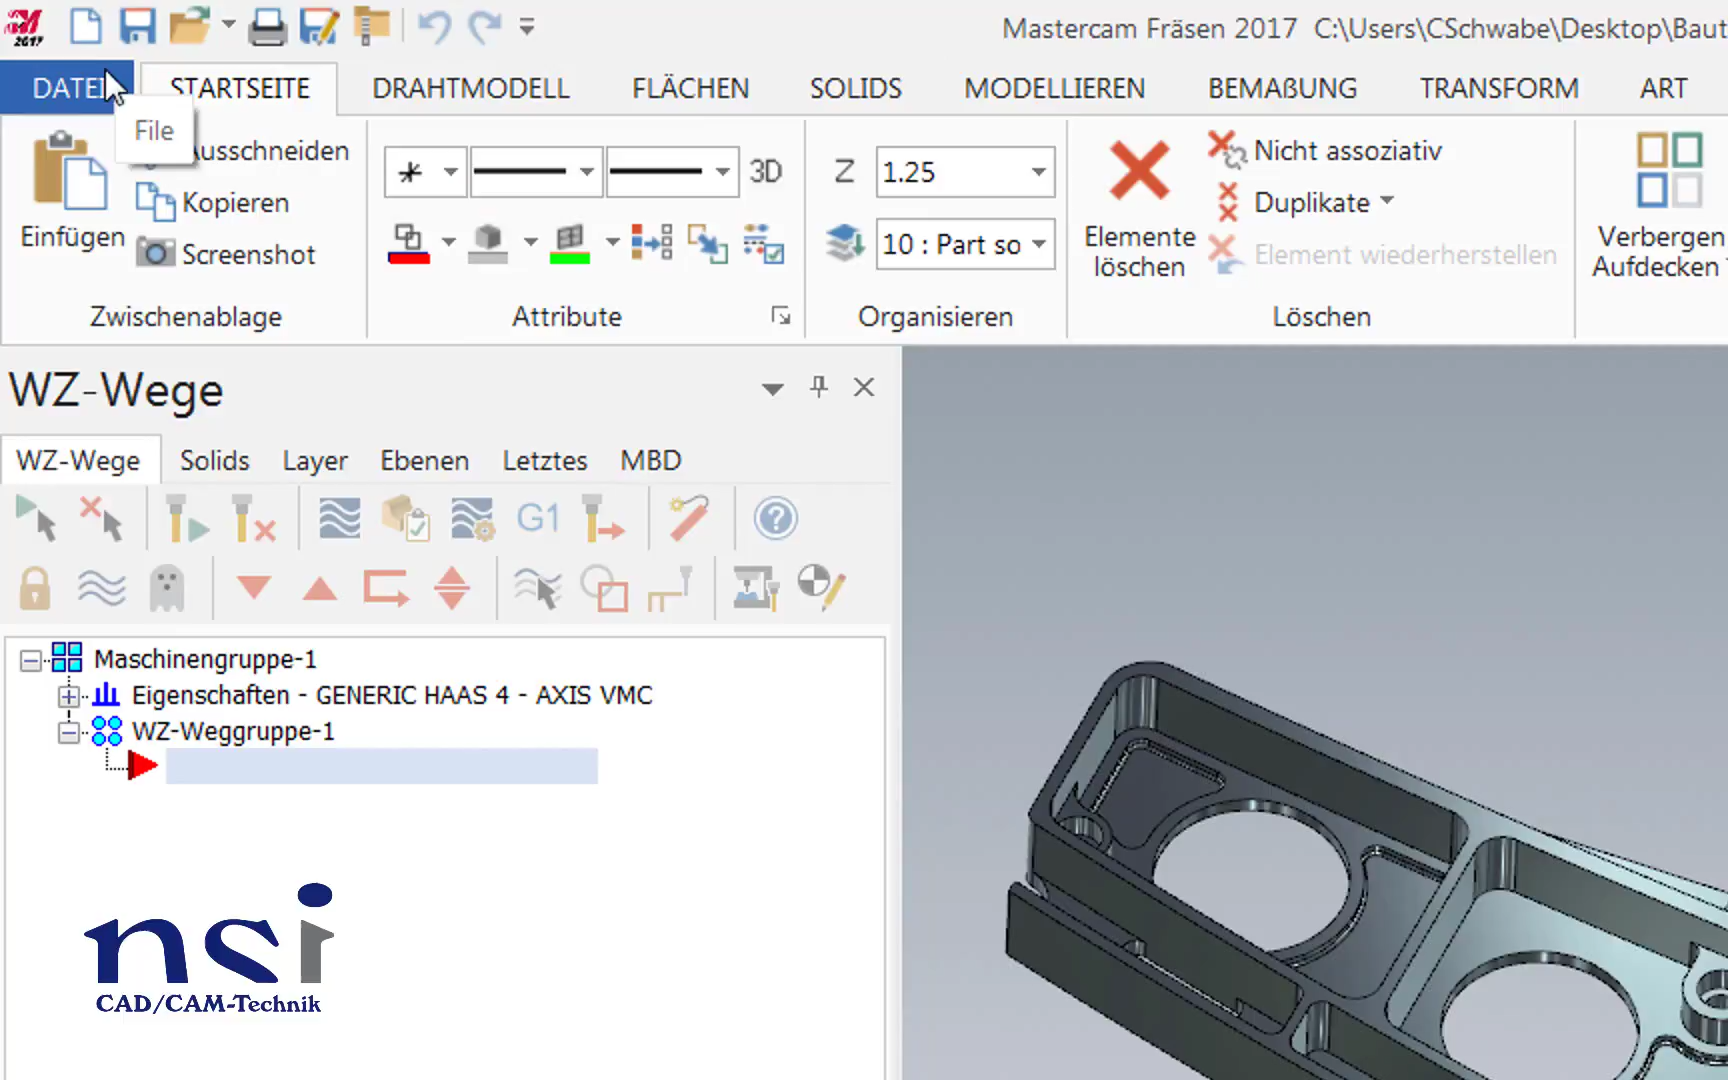 2017
Mastercam Fräsen 2017 C:\Users\CSchwabe\Desktop\Baut
DATEI
STARTSEITE
DRAHTMODELL
FLÄCHEN
SOLIDS
MODELLIEREN
BEMAßUNG
TRANSFORM
ART
File
Einfügen
Ausschneiden
Kopieren
Screenshot
Zwischenablage
3D
Attribute
Z
1.25
10 : Part so
Organisieren
Elemente
löschen
Nicht assoziativ
Duplikate
Element wiederherstellen
Löschen
Verbergen
Aufdecken
WZ-Wege
WZ-Wege
Solids
Layer
Ebenen
Letztes
MBD
G1
Maschinengruppe-1
Eigenschaften - GENERIC HAAS 4 - AXIS VMC
WZ-Weggruppe-1
nsi
CAD/CAM-Technik